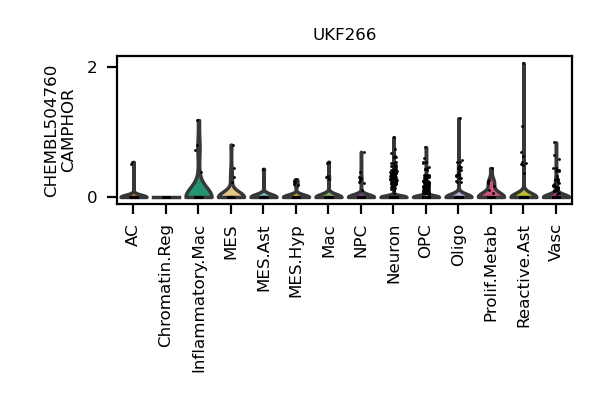 UKF266
CHEMBL504760
CAMPHOR
2
0
AC
Chromatin.Reg
Inflammatory.Mac
MES
MES.Ast
MES.Hyp
Mac
NPC
Neuron
OPC
Oligo
Prolif.Metab
Reactive.Ast
Vasc